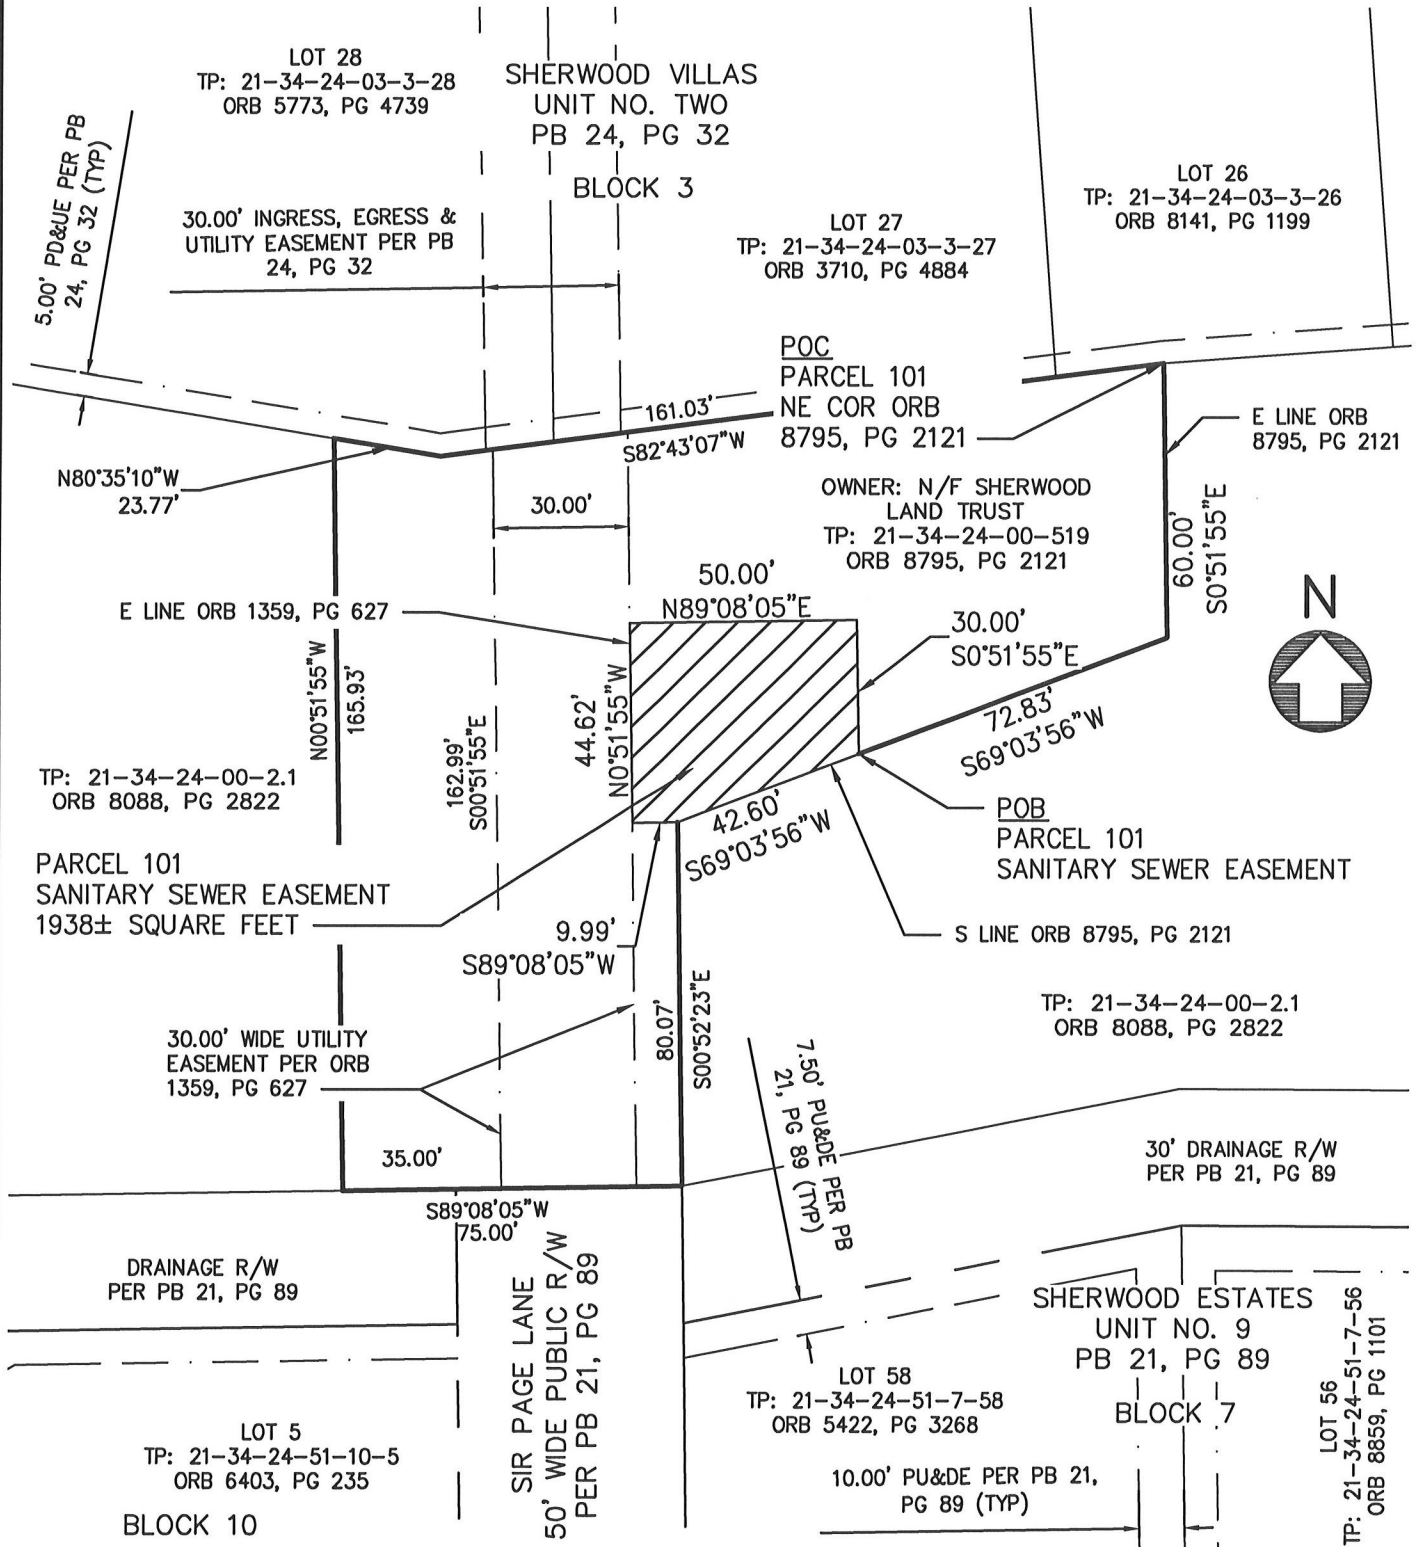 LOT 28
TP: 21-34-24-03-3-28
ORB 5773, PG 4739
SHERWOOD VILLAS
UNIT NO. TWO
PB 24, PG 32
BLOCK 3
5.00' PD&UE PER PB
24, PG 32 (TYP)
30.00' INGRESS, EGRESS &
UTILITY EASEMENT PER PB
24, PG 32
LOT 27
TP: 21-34-24-03-3-27
ORB 3710, PG 4884
LOT 26
TP: 21-34-24-03-3-26
ORB 8141, PG 1199
POC
PARCEL 101
NE COR ORB
8795, PG 2121
161.03'
S82°43'07"W
E LINE ORB
8795, PG 2121
N80°35'10"W
23.77'
30.00'
OWNER: N/F SHERWOOD
LAND TRUST
TP: 21-34-24-00-519
ORB 8795, PG 2121
60.00'
S0°51'55"E
50.00'
N89°08'05"E
E LINE ORB 1359, PG 627
30.00'
S0°51'55"E
N
N00°51'55"W
165.93'
162.99'
S00°51'55"E
44.62'
N0°51'55"W
72.83'
S69°03'56"W
TP: 21-34-24-00-2.1
ORB 8088, PG 2822
42.60'
S69°03'56"W
POB
PARCEL 101
SANITARY SEWER EASEMENT
PARCEL 101
SANITARY SEWER EASEMENT
1938± SQUARE FEET
9.99'
S89°08'05"W
S LINE ORB 8795, PG 2121
80.07'
S00°52'23"E
TP: 21-34-24-00-2.1
ORB 8088, PG 2822
30.00' WIDE UTILITY
EASEMENT PER ORB
1359, PG 627
7.50' PU&DE PER PB
21, PG 89 (TYP)
35.00'
30' DRAINAGE R/W
PER PB 21, PG 89
S89°08'05"W
75.00'
DRAINAGE R/W
PER PB 21, PG 89
SIR PAGE LANE
50' WIDE PUBLIC R/W
PER PB 21, PG 89
SHERWOOD ESTATES
UNIT NO. 9
PB 21, PG 89
BLOCK 7
LOT 58
TP: 21-34-24-51-7-58
ORB 5422, PG 3268
LOT 56
TP: 21-34-24-51-7-56
ORB 8859, PG 1101
LOT 5
TP: 21-34-24-51-10-5
ORB 6403, PG 235
BLOCK 10
10.00' PU&DE PER PB 21,
PG 89 (TYP)